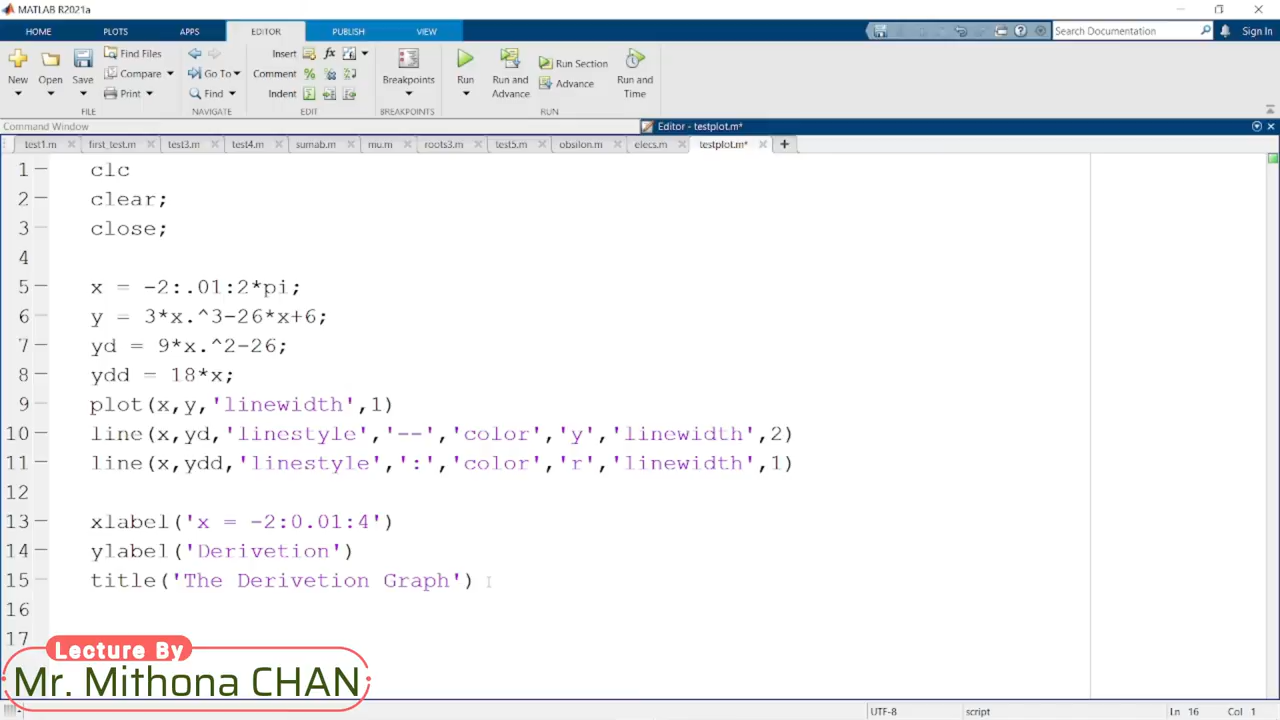 MATLAB R2021a
HOME PLOTS APPS EDITOR PUBLISH VIEW Search Documentation Sign In
New Open Save Find Files Compare Print Go To Find Insert fx Comment % Indent Breakpoints Run Run and Advance Run Section Advance Run and Time
FILE NAVIGATE EDIT BREAKPOINTS RUN
Command Window Editor - testplot.m*
test1.m first_test.m test3.m test4.m sumab.m mu.m roots3.m test5.m obsilon.m elecs.m testplot.m*
1 clc
2 clear;
3 close;
4
5 x = -2:.01:2*pi;
6 y = 3*x.^3-26*x+6;
7 yd = 9*x.^2-26;
8 ydd = 18*x;
9 plot(x,y,'linewidth',1)
10 line(x,yd,'linestyle','--','color','y','linewidth',2)
11 line(x,ydd,'linestyle',':','color','r','linewidth',1)
12
13 xlabel('x = -2:0.01:4')
14 ylabel('Derivetion')
15 title('The Derivetion Graph')
16
17
Lecture By
Mr. Mithona CHAN
UTF-8 script Ln 16 Col 1